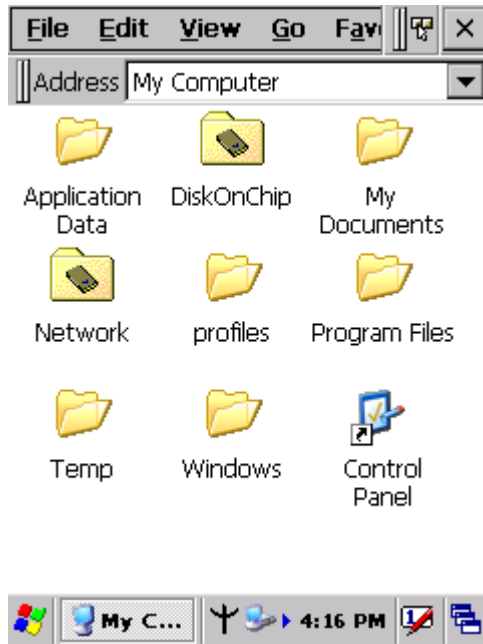 File Edit View Go Fav
Address My Computer
Application Data
DiskOnChip
My Documents
Network
profiles
Program Files
Temp
Windows
Control Panel
My C... 4:16 PM